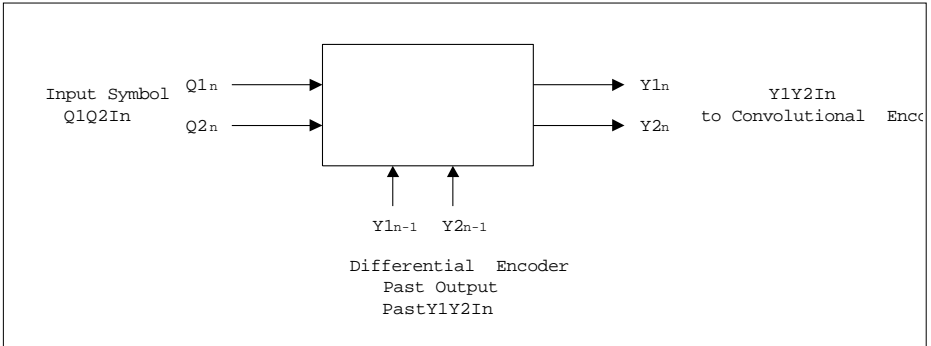 Input Symbol
Q1Q2In
Q1n
Q2n
Y1n
Y2n
Y1Y2In
to Convolutional Enc
Y1n-1 Y2n-1
Differential Encoder
Past Output
PastY1Y2In